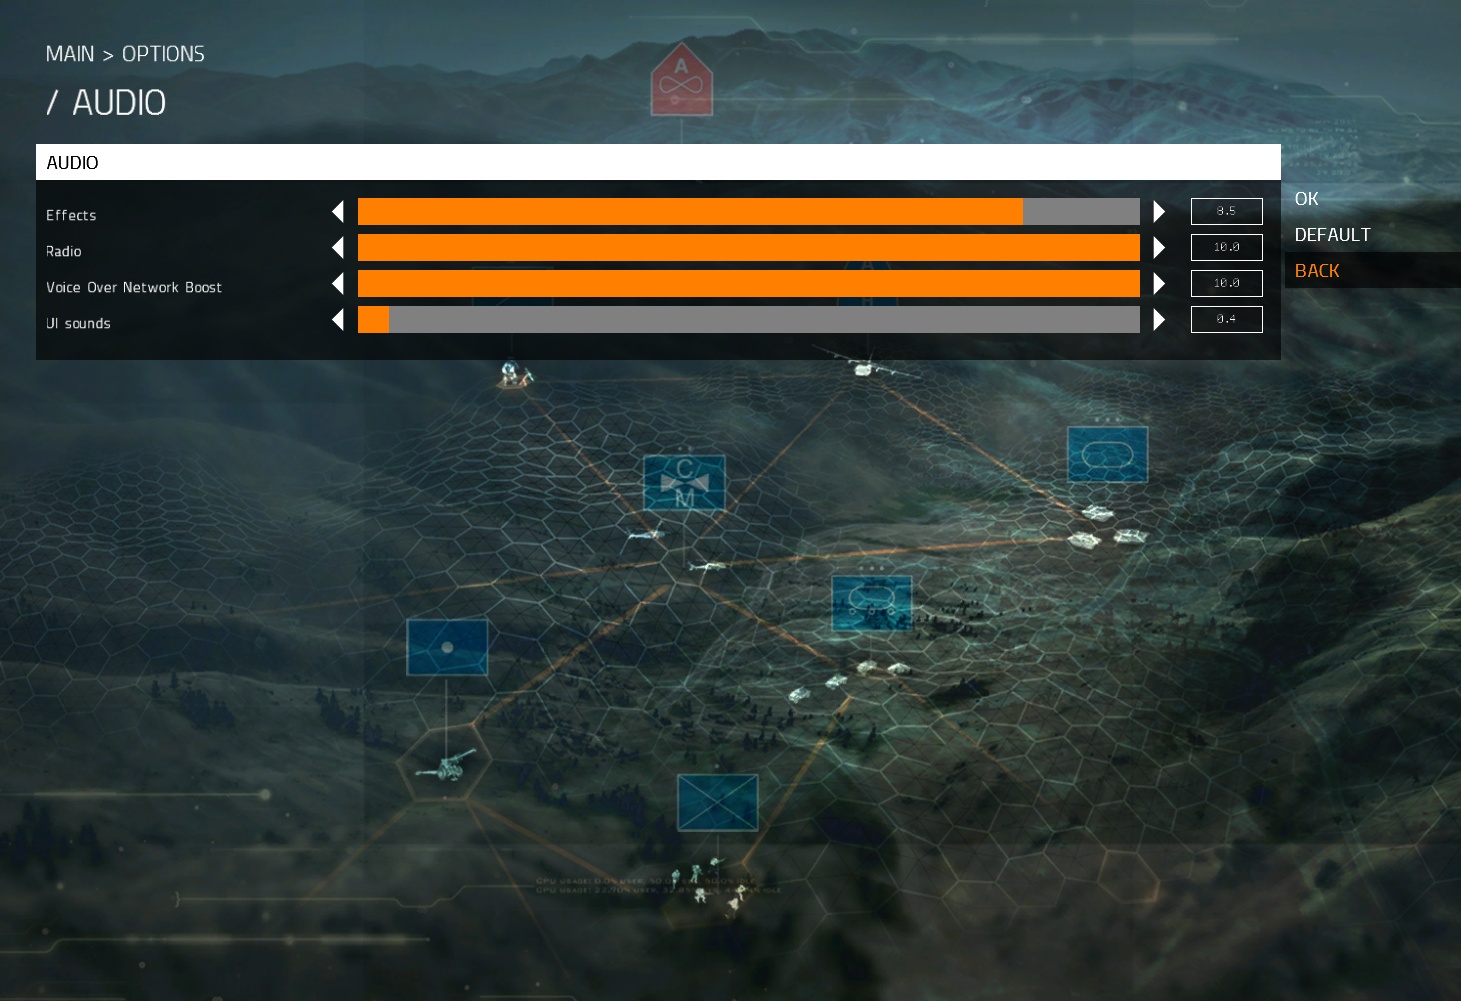 MAIN > OPTIONS
/ AUDIO
AUDIO
Effects
8.5
Radio
10.0
Voice Over Network Boost
10.0
UI sounds
0.4
OK
DEFAULT
BACK
A
C
M